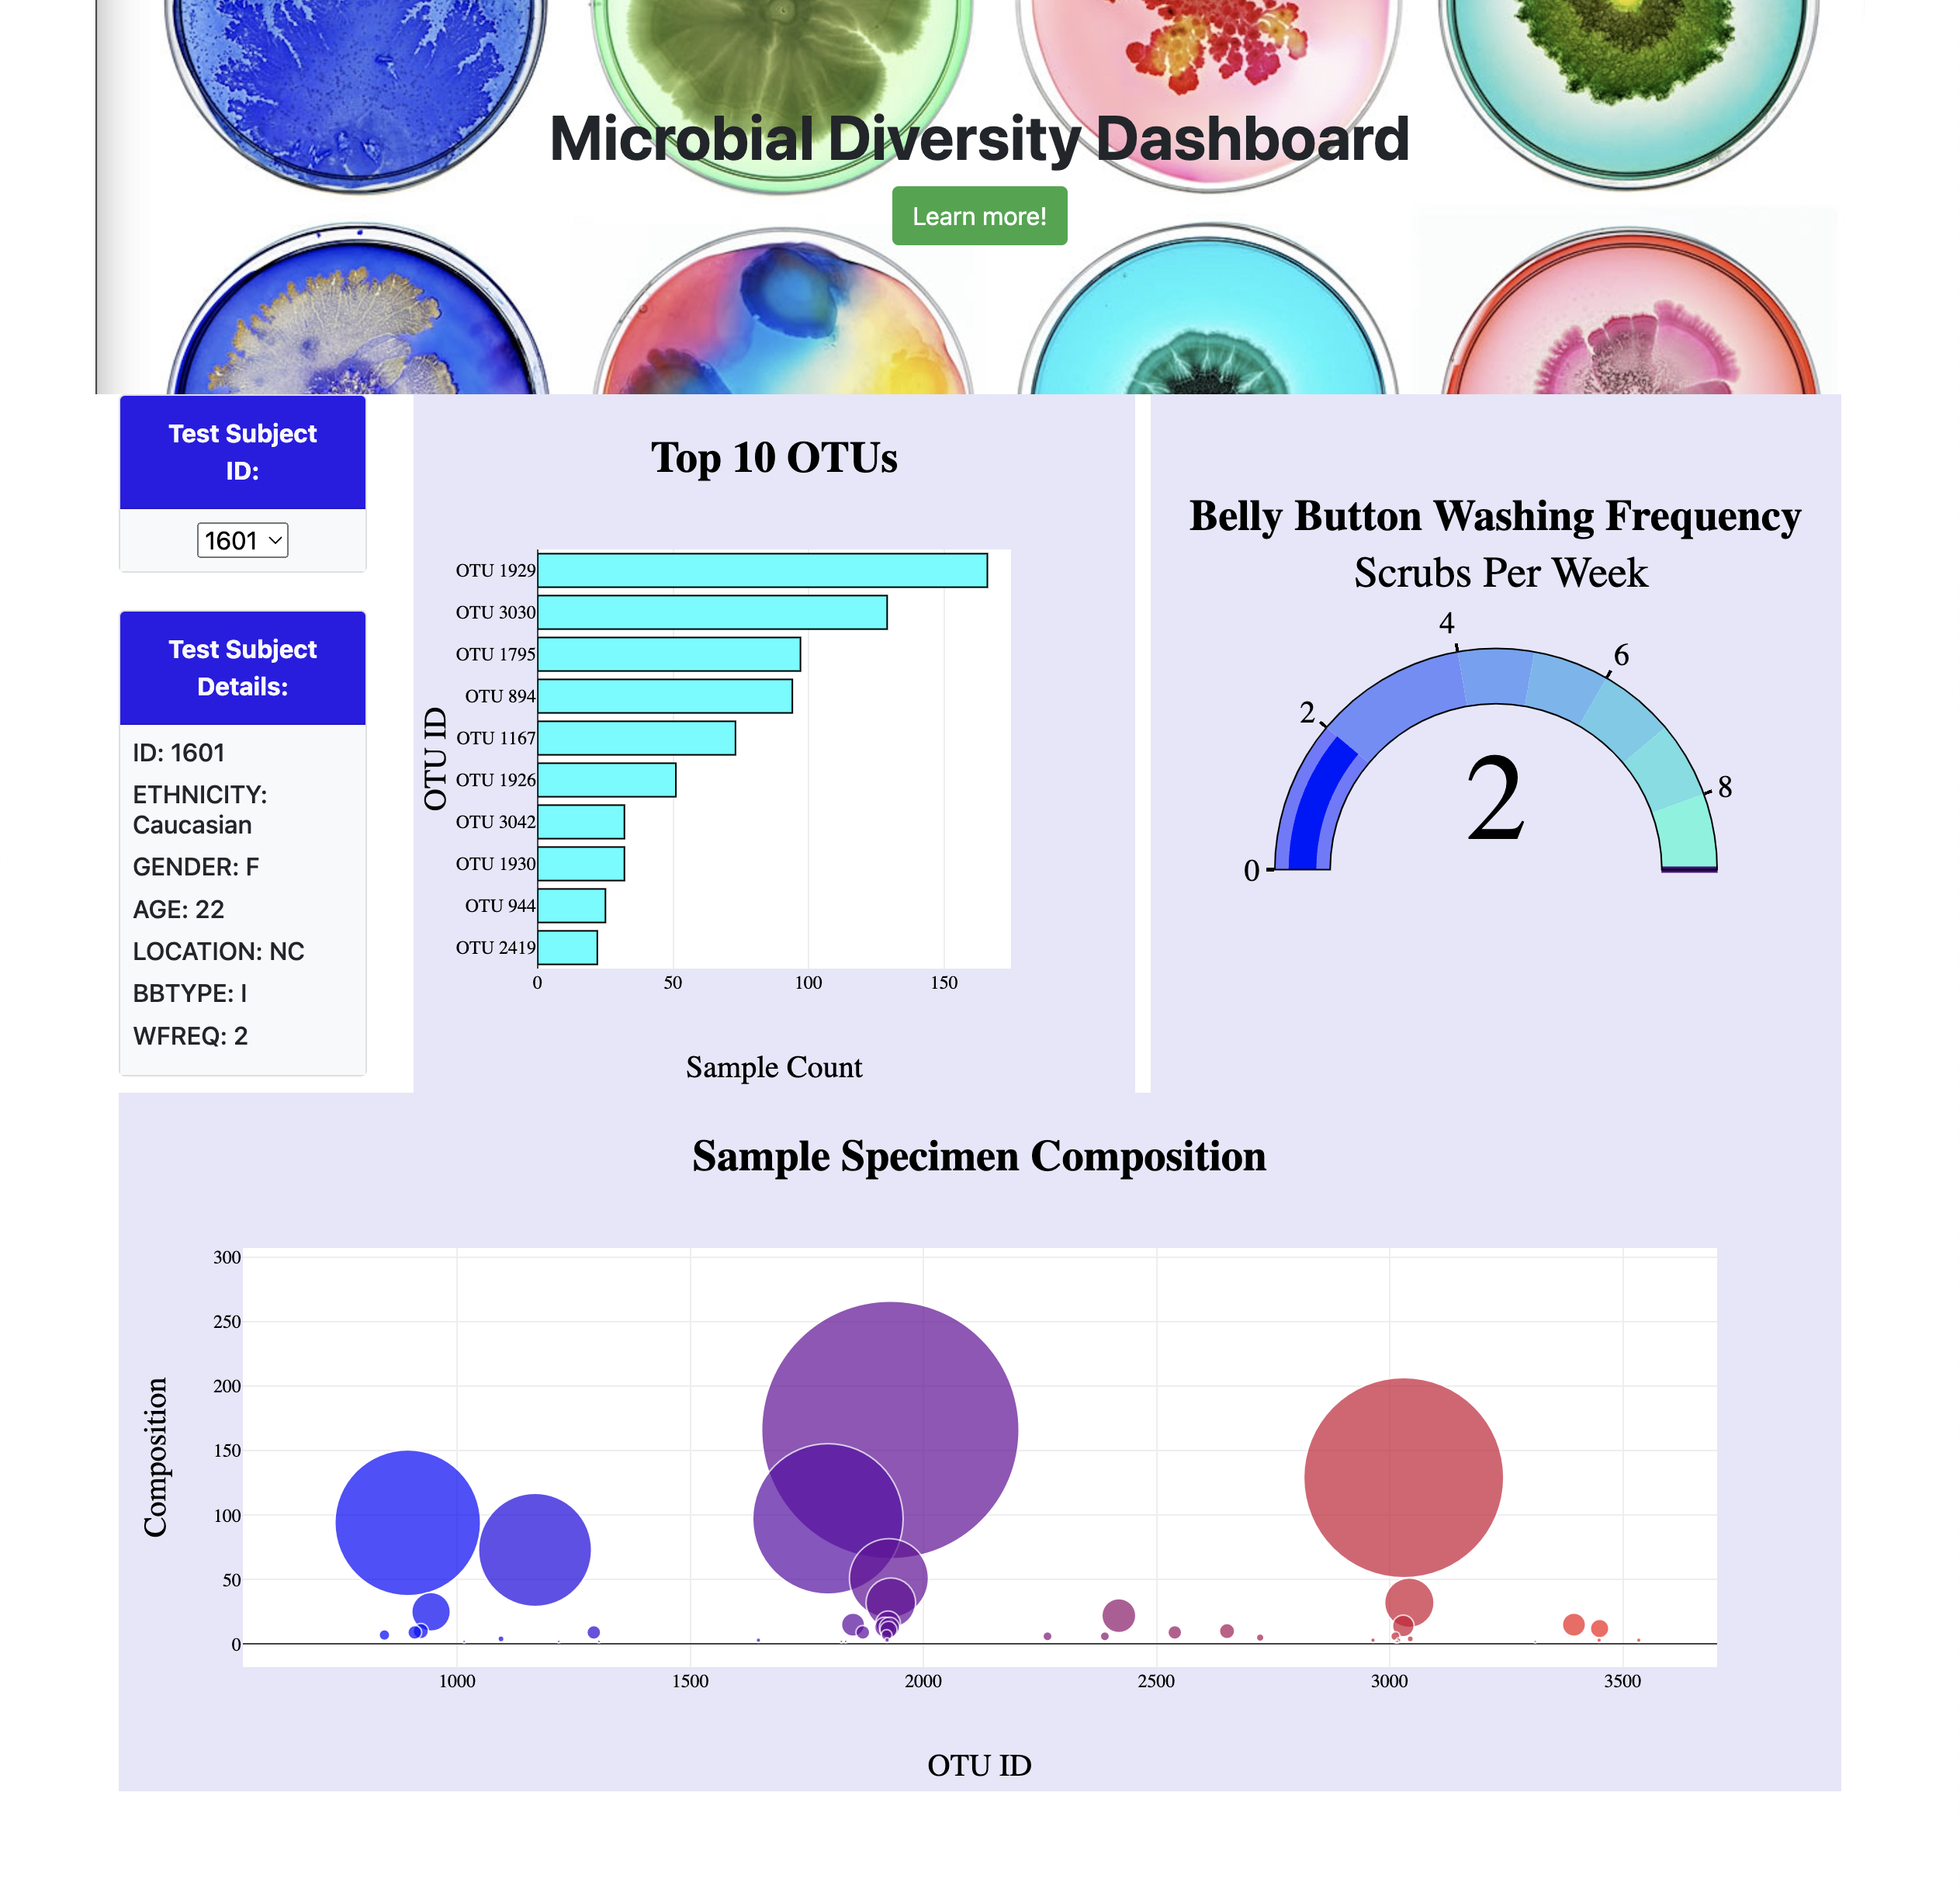 Microbial Diversity Dashboard
Learn more!
Test Subject
ID:
1601
Test Subject
Details:
ID: 1601
ETHNICITY:
Caucasian
GENDER: F
AGE: 22
LOCATION: NC
BBTYPE: I
WFREQ: 2
Top 10 OTUs
OTU ID
OTU 1929
OTU 3030
OTU 1795
OTU 894
OTU 1167
OTU 1926
OTU 3042
OTU 1930
OTU 944
OTU 2419
0 50 100 150
Sample Count
Belly Button Washing Frequency
Scrubs Per Week
0
2
4
6
8
2
Sample Specimen Composition
Composition
300
250
200
150
100
50
0
1000 1500 2000 2500 3000 3500
OTU ID